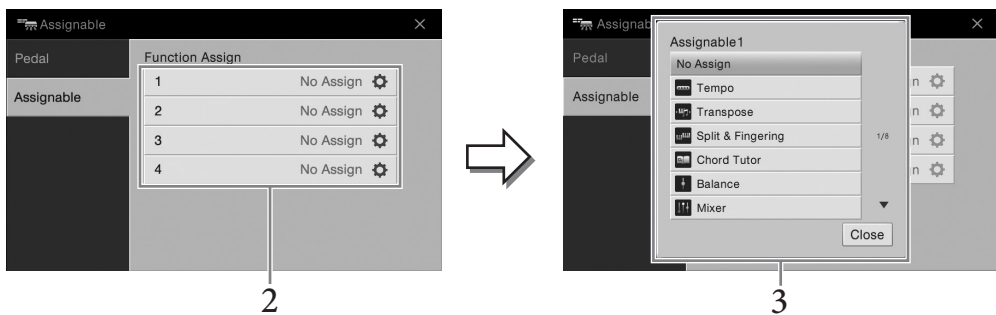 Assignable
Pedal
Assignable
Function Assign
1 No Assign
2 No Assign
3 No Assign
4 No Assign
2
Assignab
Pedal
Assignable
n
n
n
n
Assignable1
No Assign
Tempo
Transpose
Split & Fingering
Chord Tutor
Balance
Mixer
1/8
Close
3